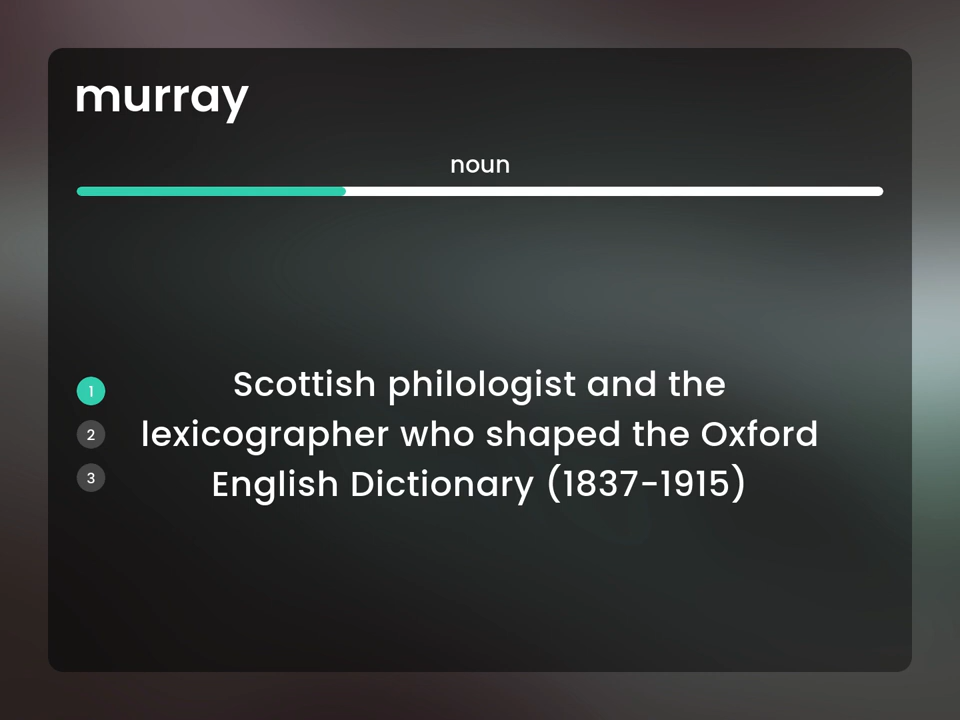 murray
noun
1
2
3
Scottish philologist and the
lexicographer who shaped the Oxford
English Dictionary (1837-1915)